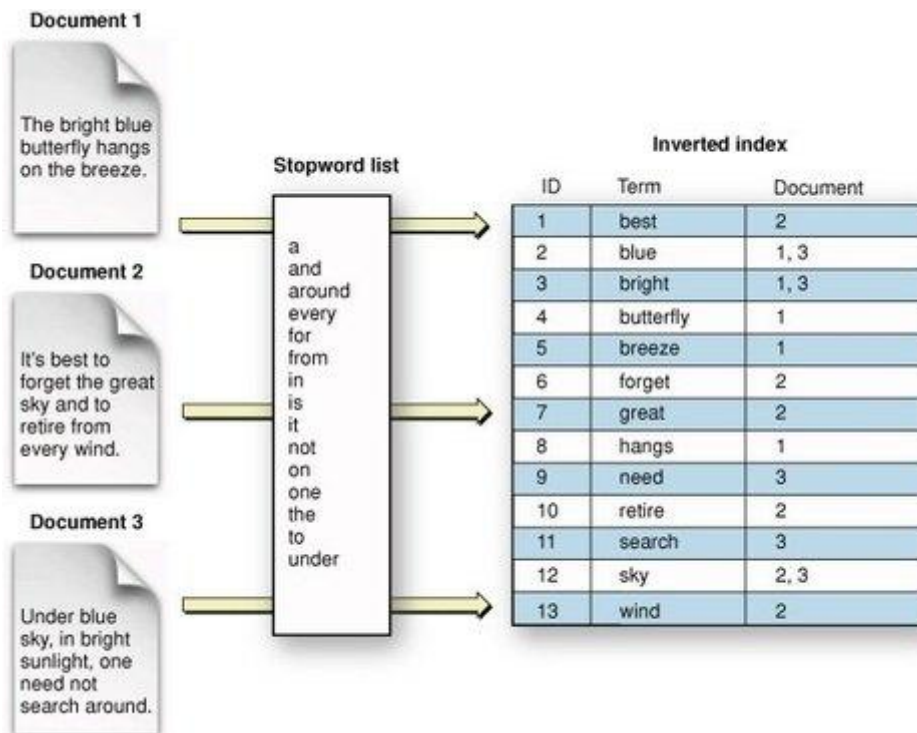 Document 1
The bright blue
butterfly hangs
on the breeze.
Document 2
It's best to
forget the great
sky and to
retire from
every wind.
Document 3
Under blue
sky, in bright
sunlight, one
need not
search around.
Stopword list
a
and
around
every
for
from
in
is
it
not
on
one
the
to
under
Inverted index
ID Term Document
1 best 2
2 blue 1, 3
3 bright 1, 3
4 butterfly 1
5 breeze 1
6 forget 2
7 great 2
8 hangs 1
9 need 3
10 retire 2
11 search 3
12 sky 2, 3
13 wind 2